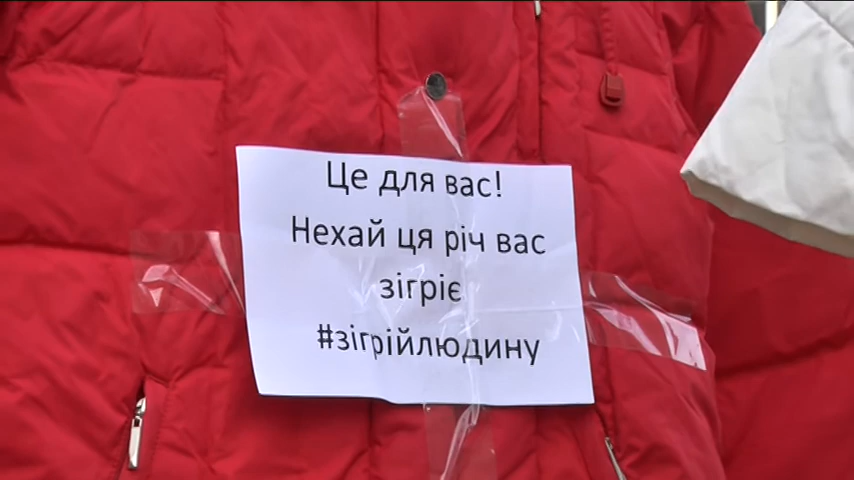 Це для вас!
Нехай ця річ вас
зігріє
#зігрійлюдину